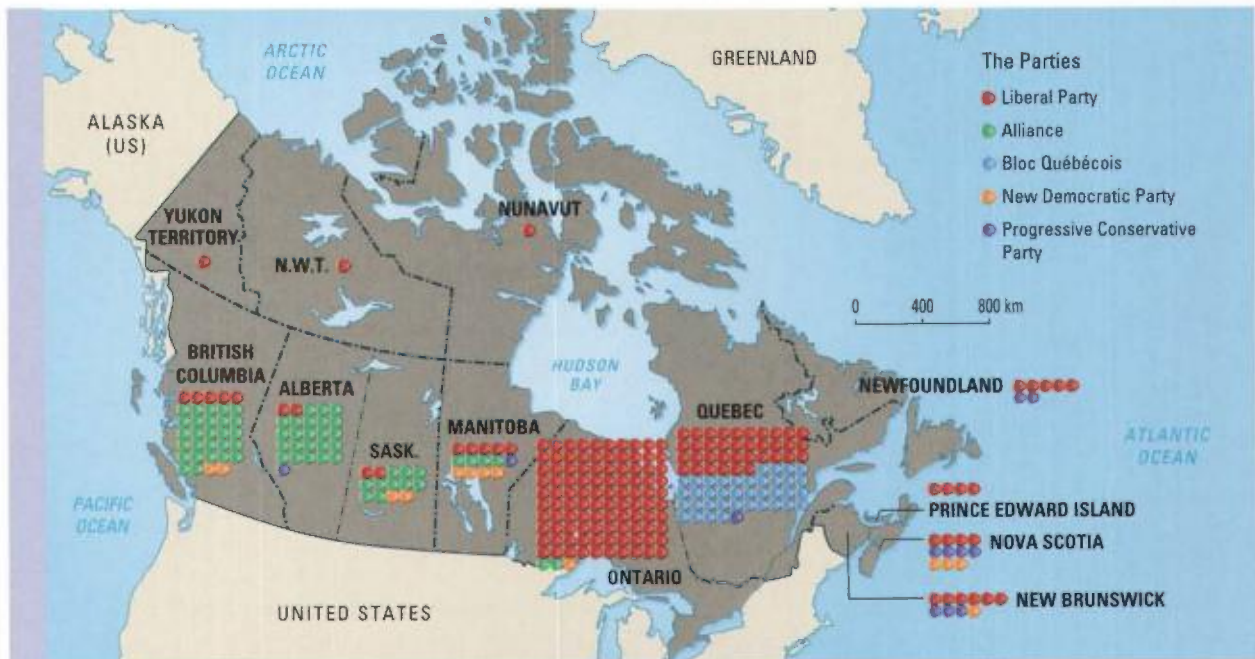 ARCTIC
OCEAN
GREENLAND
The Parties
Liberal Party
Alliance
Bloc Québécois
New Democratic Party
Progressive Conservative
Party
ALASKA
(US)
YUKON
TERRITORY
N.W.T.
NUNAVUT
0 400 800 km
BRITISH
COLUMBIA
ALBERTA
SASK.
MANITOBA
HUDSON
BAY
QUEBEC
NEWFOUNDLAND
ATLANTIC
OCEAN
PACIFIC
OCEAN
PRINCE EDWARD ISLAND
NOVA SCOTIA
ONTARIO
NEW BRUNSWICK
UNITED STATES